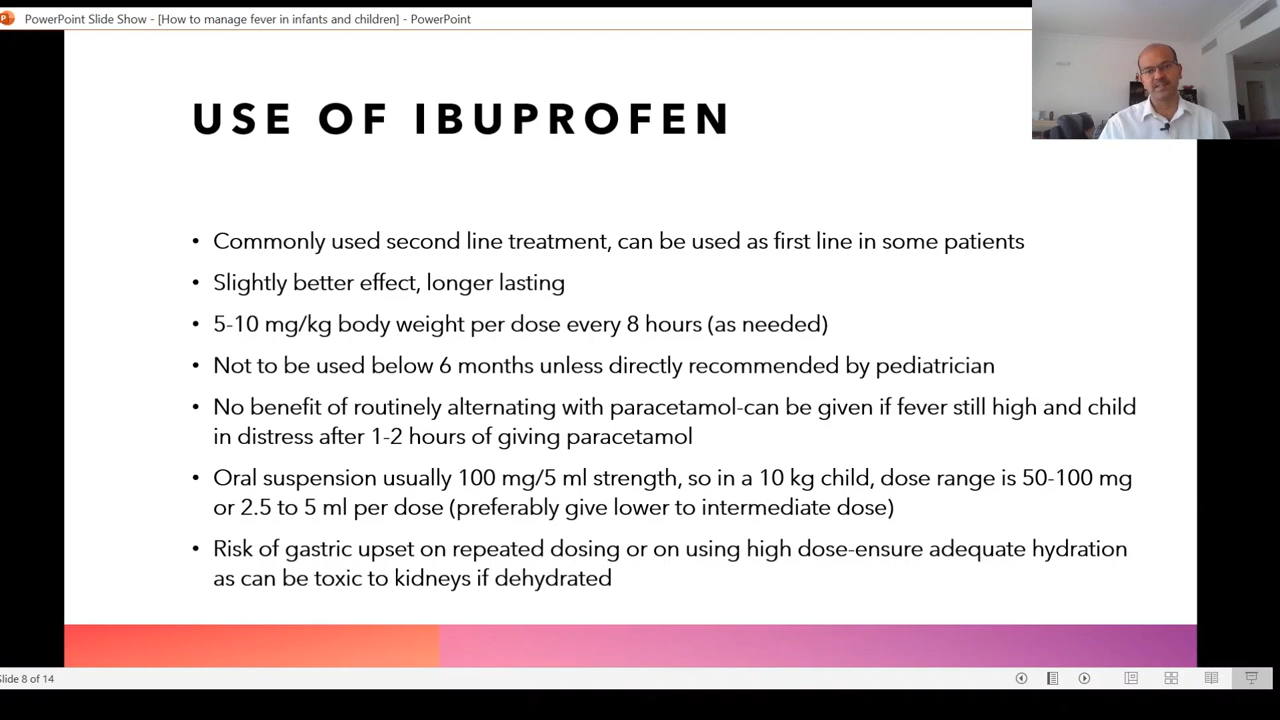 PowerPoint Slide Show - [How to manage fever in infants and children] - PowerPoint
USE OF IBUPROFEN
• Commonly used second line treatment, can be used as first line in some patients
• Slightly better effect, longer lasting
• 5-10 mg/kg body weight per dose every 8 hours (as needed)
• Not to be used below 6 months unless directly recommended by pediatrician
• No benefit of routinely alternating with paracetamol-can be given if fever still high and child
in distress after 1-2 hours of giving paracetamol
• Oral suspension usually 100 mg/5 ml strength, so in a 10 kg child, dose range is 50-100 mg
or 2.5 to 5 ml per dose (preferably give lower to intermediate dose)
• Risk of gastric upset on repeated dosing or on using high dose-ensure adequate hydration
as can be toxic to kidneys if dehydrated
Slide 8 of 14